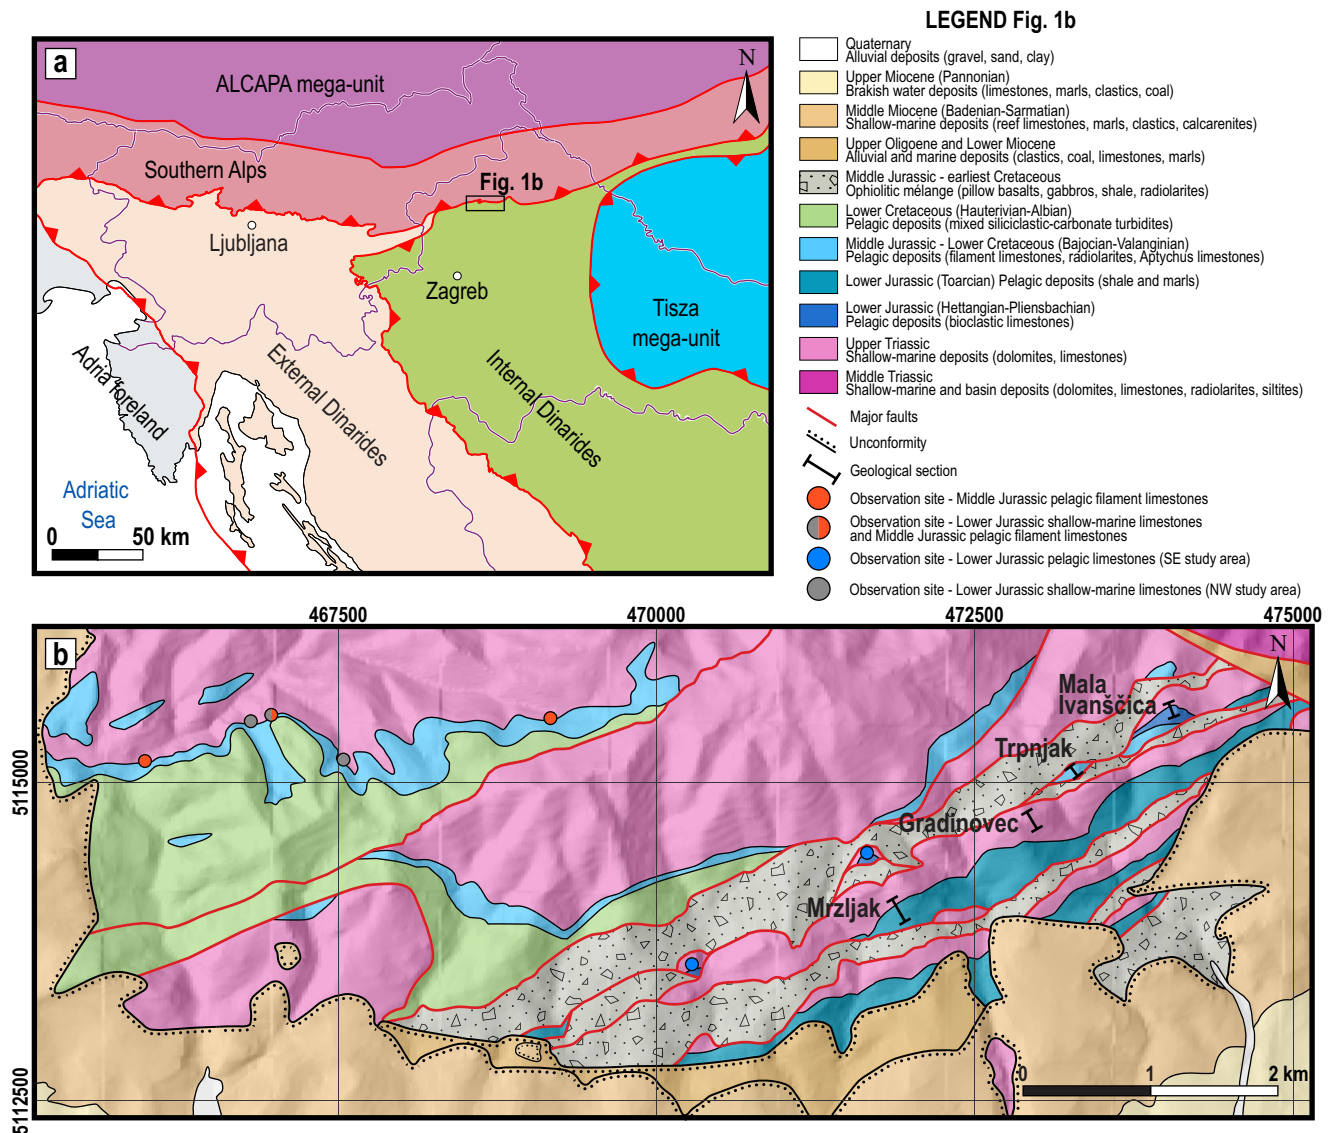 LEGEND Fig. 1b
a
N
ALCAPA mega-unit
Southern Alps
Fig. 1b
Ljubljana
Zagreb
Tisza
mega-unit
Adria foreland
External Dinarides
Internal Dinarides
Adriatic
Sea
0 50 km
Quaternary
Alluvial deposits (gravel, sand, clay)
Upper Miocene (Pannonian)
Brakish water deposits (limestones, marls, clastics, coal)
Middle Miocene (Badenian-Sarmatian)
Shallow-marine deposits (reef limestones, marls, clastics, calcarenites)
Upper Oligoene and Lower Miocene
Alluvial and marine deposits (clastics, coal, limestones, marls)
Middle Jurassic - earliest Cretaceous
Ophiolitic mélange (pillow basalts, gabbros, shale, radiolarites)
Lower Cretaceous (Hauterivian-Albian)
Pelagic deposits (mixed siliciclastic-carbonate turbidites)
Middle Jurassic - Lower Cretaceous (Bajocian-Valanginian)
Pelagic deposits (filament limestones, radiolarites, Aptychus limestones)
Lower Jurassic (Toarcian) Pelagic deposits (shale and marls)
Lower Jurassic (Hettangian-Pliensbachian)
Pelagic deposits (bioclastic limestones)
Upper Triassic
Shallow-marine deposits (dolomites, limestones)
Middle Triassic
Shallow-marine and basin deposits (dolomites, limestones, radiolarites, siltites)
Major faults
Unconformity
Geological section
Observation site - Middle Jurassic pelagic filament limestones
Observation site - Lower Jurassic shallow-marine limestones
and Middle Jurassic pelagic filament limestones
Observation site - Lower Jurassic pelagic limestones (SE study area)
Observation site - Lower Jurassic shallow-marine limestones (NW study area)
467500 470000 472500 475000
b
N
Mala
Ivanščica
Trpnjak
5115000
Gradinovec
Mrzljak
5112500
0 1 2 km